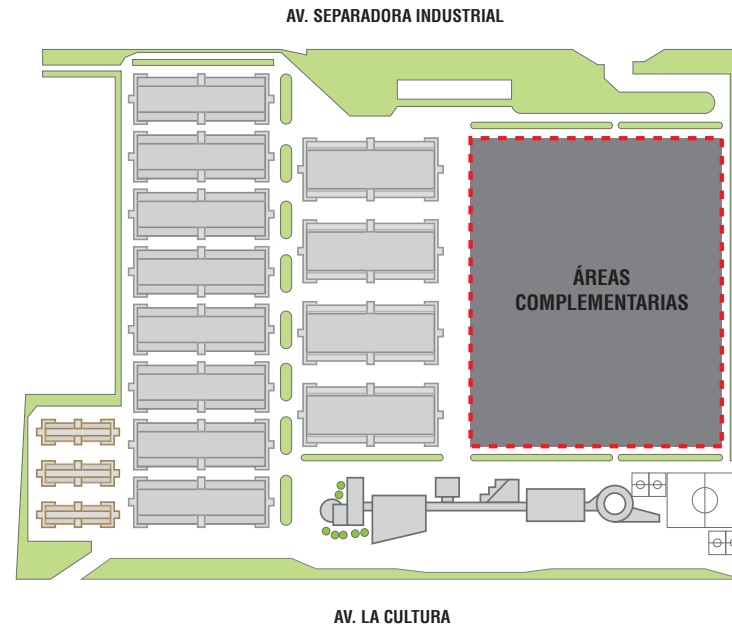 AV. SEPARADORA INDUSTRIAL
ÁREAS
COMPLEMENTARIAS
AV. LA CULTURA